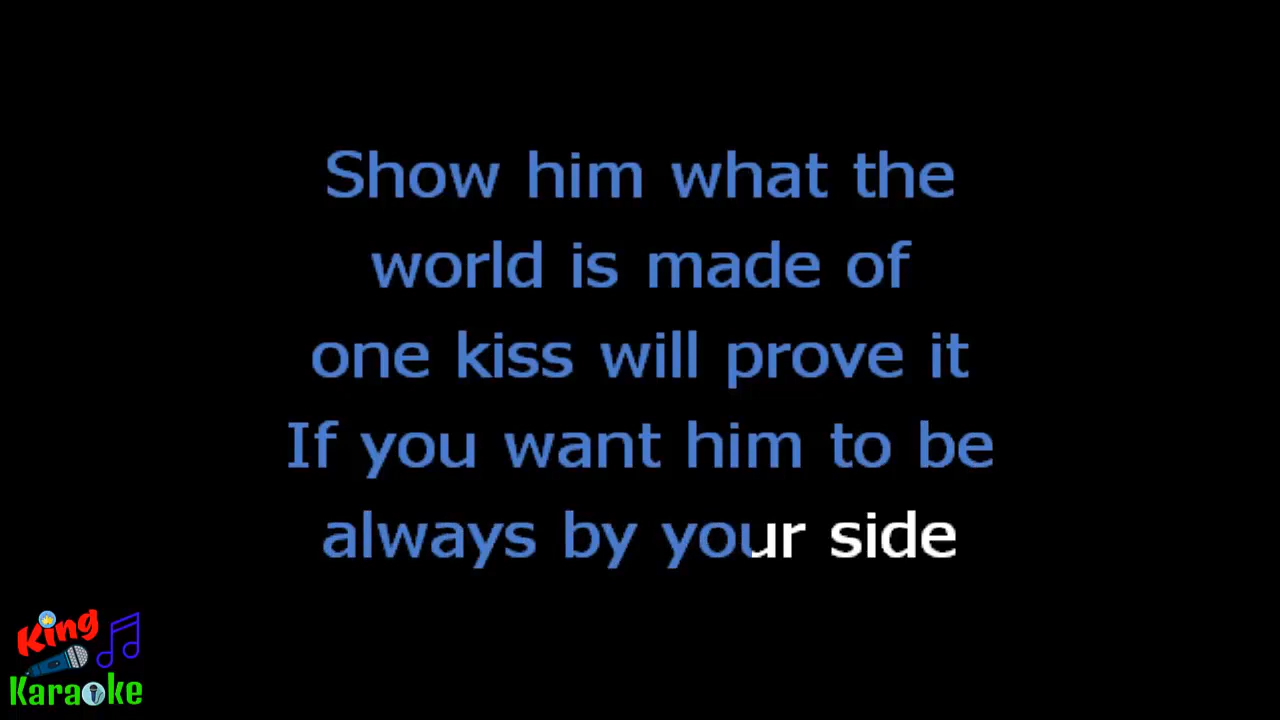 Show him what the
world is made of
one kiss will prove it
If you want him to be
always by your side
King
Karaoke